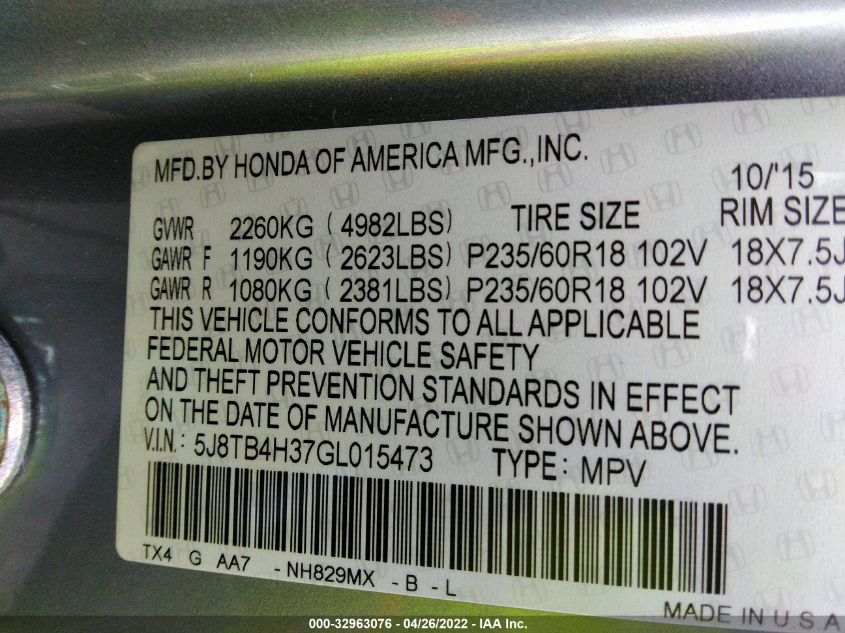 MFD.BY HONDA OF AMERICA MFG.,INC. 10/'15
GVWR 2260KG ( 4982LBS) TIRE SIZE RIM SIZE
GAWR F 1190KG ( 2623LBS) P235/60R18 102V 18X7.5J
GAWR R 1080KG ( 2381LBS) P235/60R18 102V 18X7.5J
THIS VEHICLE CONFORMS TO ALL APPLICABLE
FEDERAL MOTOR VEHICLE SAFETY
AND THEFT PREVENTION STANDARDS IN EFFECT
ON THE DATE OF MANUFACTURE SHOWN ABOVE.
V.I.N.: 5J8TB4H37GL015473 TYPE: MPV
TX4 G AA7 -NH829MX -B -L
MADE IN U.S.A
000-32963076 - 04/26/2022 - IAA Inc.